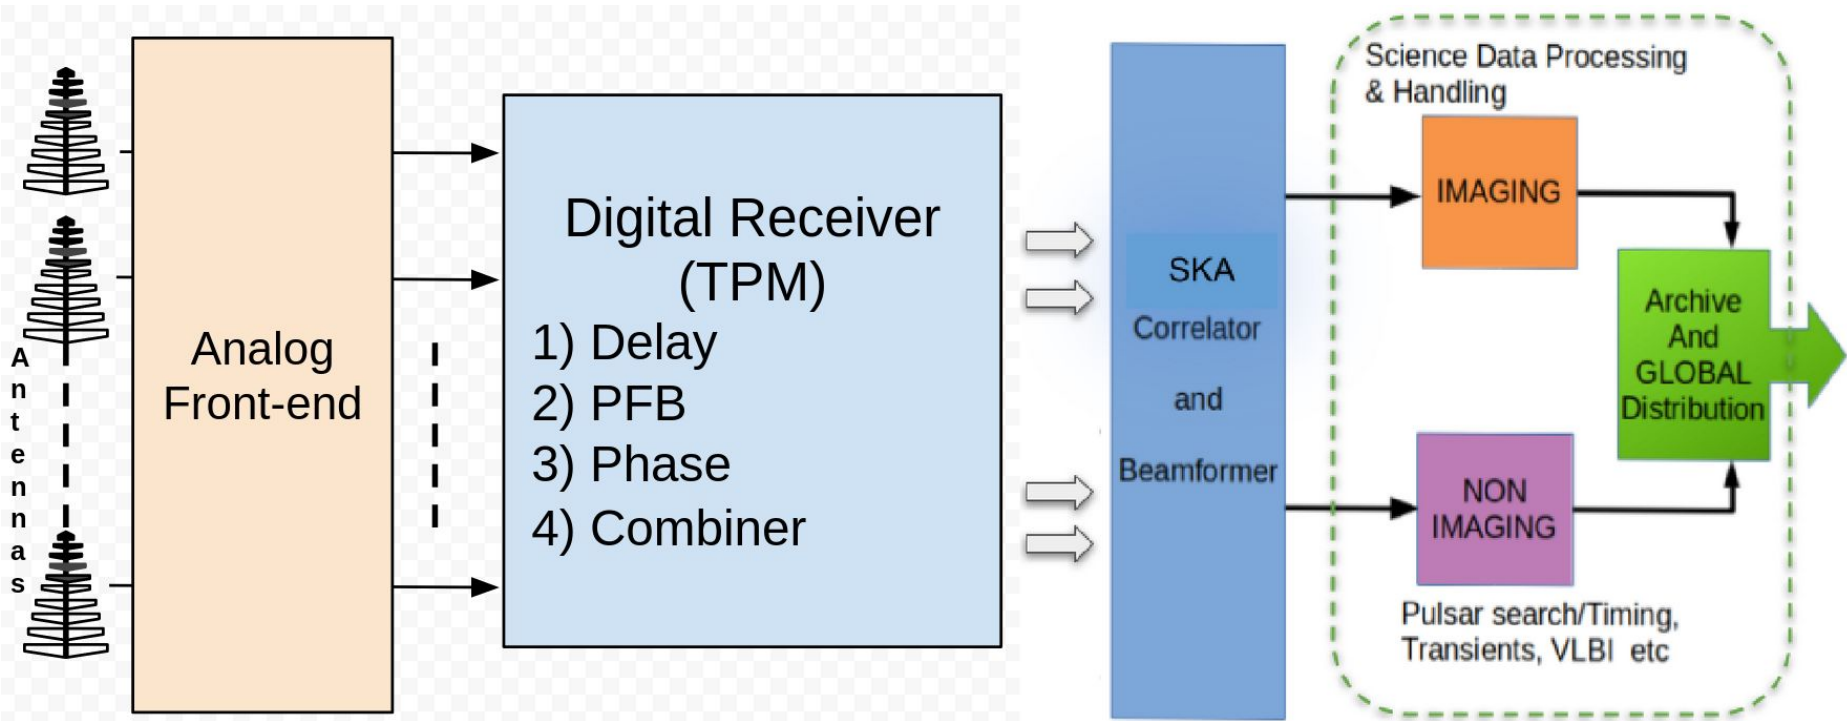 Antennas
Analog
Front-end
Digital Receiver
(TPM)
1) Delay
2) PFB
3) Phase
4) Combiner
SKA
Correlator
and
Beamformer
Science Data Processing
& Handling
IMAGING
Archive
And
GLOBAL
Distribution
NON
IMAGING
Pulsar search/Timing,
Transients, VLBI etc